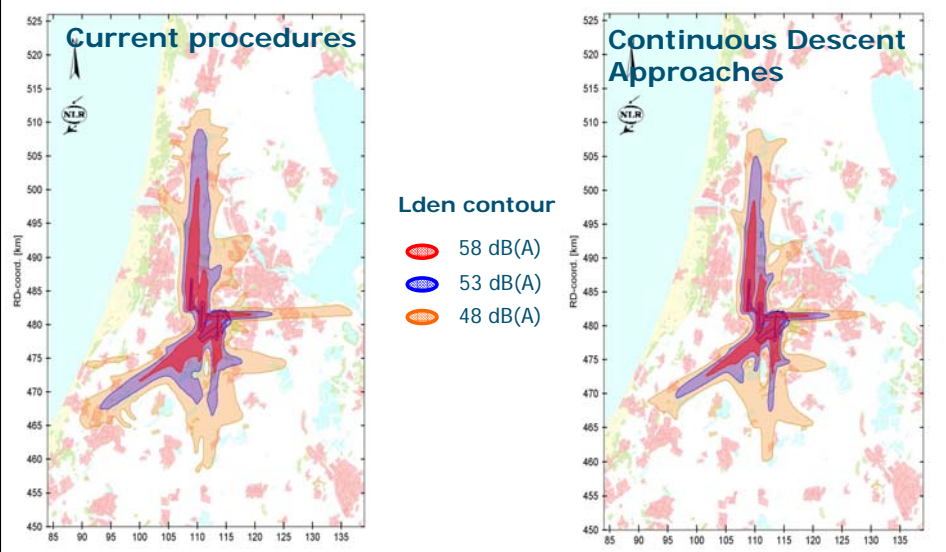 Current procedures
525
520
515
510
505
500
495
490
485
480
475
470
465
460
455
450
RD-coord. [km]
NLR
85 90 95 100 105 110 115 120 125 130 135
Lden contour
58 dB(A)
53 dB(A)
48 dB(A)
Continuous Descent
Approaches
525
520
515
510
505
500
495
490
485
480
475
470
465
460
455
450
RD-coord. [km]
NLR
85 90 95 100 105 110 115 120 125 130 135